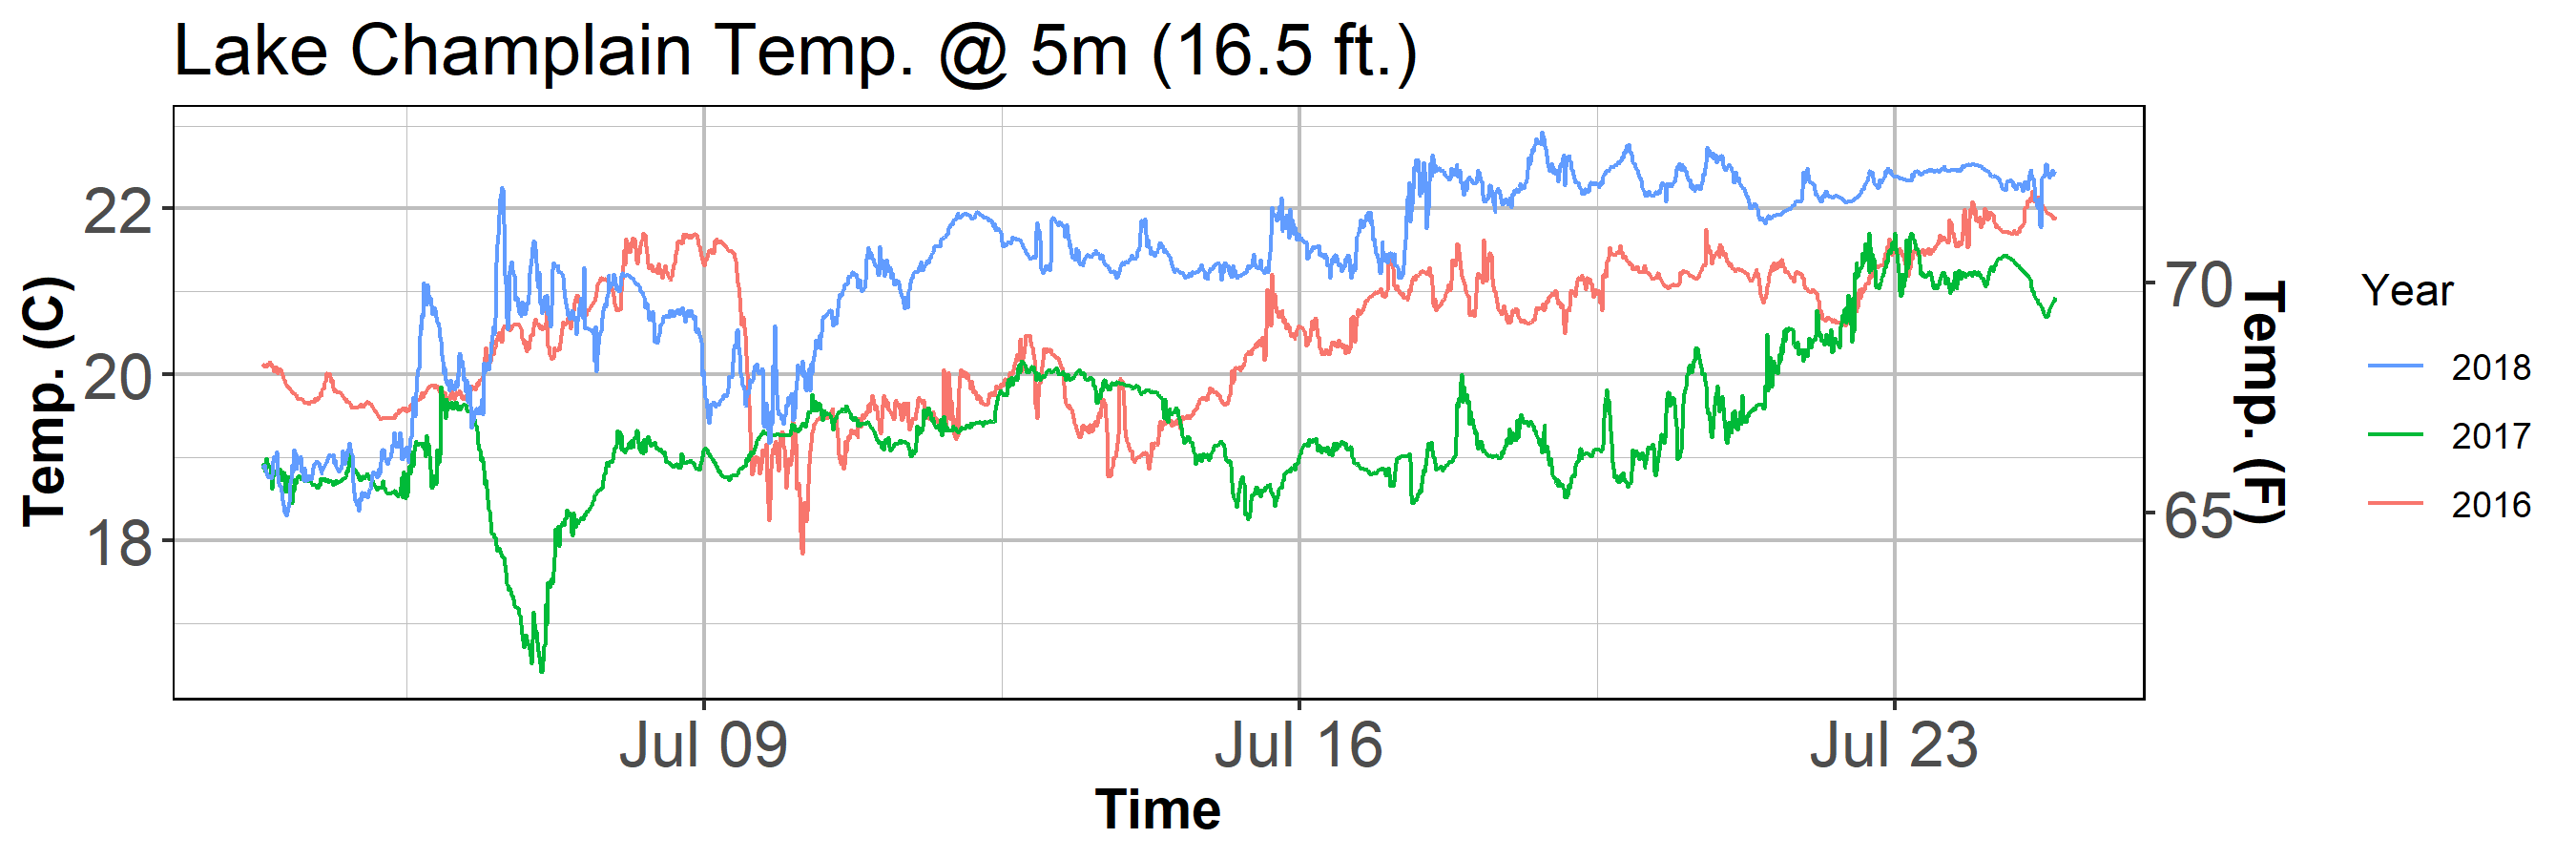 Lake Champlain Temp. @ 5m (16.5 ft.)
Temp. (C)
22
20
18
70
65
Temp. (F)
Jul 09
Jul 16
Jul 23
Time
Year
2018
2017
2016